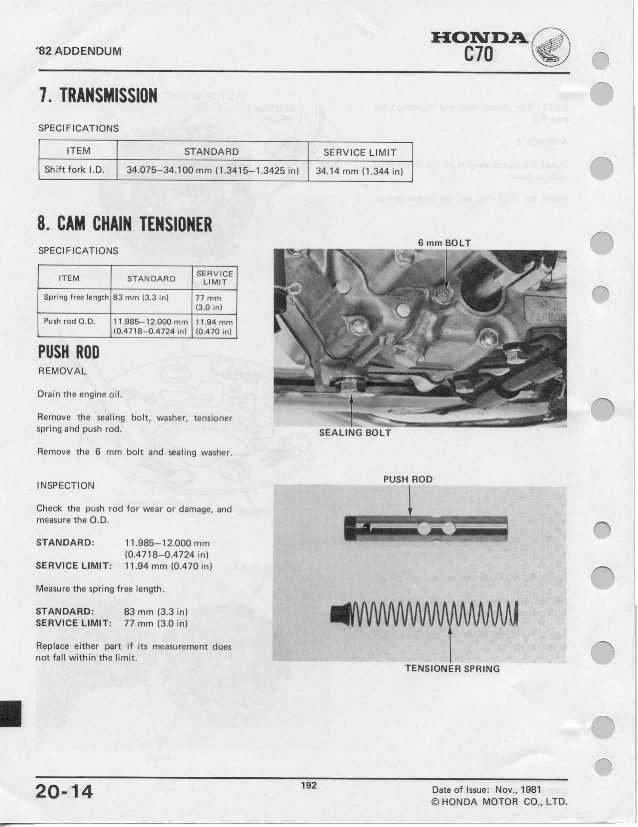 '82 ADDENDUM
HONDA
C70
7. TRANSMISSION
SPECIFICATIONS
ITEM STANDARD SERVICE LIMIT
Shift fork I.D. 34.075–34.100 mm (1.3415–1.3425 in) 34.14 mm (1.344 in)
8. CAM CHAIN TENSIONER
SPECIFICATIONS
ITEM STANDARD SERVICE
LIMIT
Spring free length 83 mm (3.3 in) 77 mm
(3.0 in)
Push rod O.D. 11.985–12.000 mm 11.94 mm
(0.4718–0.4724 in) (0.470 in)
PUSH ROD
REMOVAL
Drain the engine oil.
Remove the sealing bolt, washer, tensioner
spring and push rod.
Remove the 6 mm bolt and sealing washer.
6 mm BOLT
SEALING BOLT
INSPECTION
Check the push rod for wear or damage, and
measure the O.D.
STANDARD: 11.985–12.000 mm
(0.4718–0.4724 in)
SERVICE LIMIT: 11.94 mm (0.470 in)
Measure the spring free length.
STANDARD: 83 mm (3.3 in)
SERVICE LIMIT: 77 mm (3.0 in)
Replace either part if its measurement does
not fall within the limit.
PUSH ROD
TENSIONER SPRING
20-14
192
Date of Issue: Nov., 1981
© HONDA MOTOR CO., LTD.